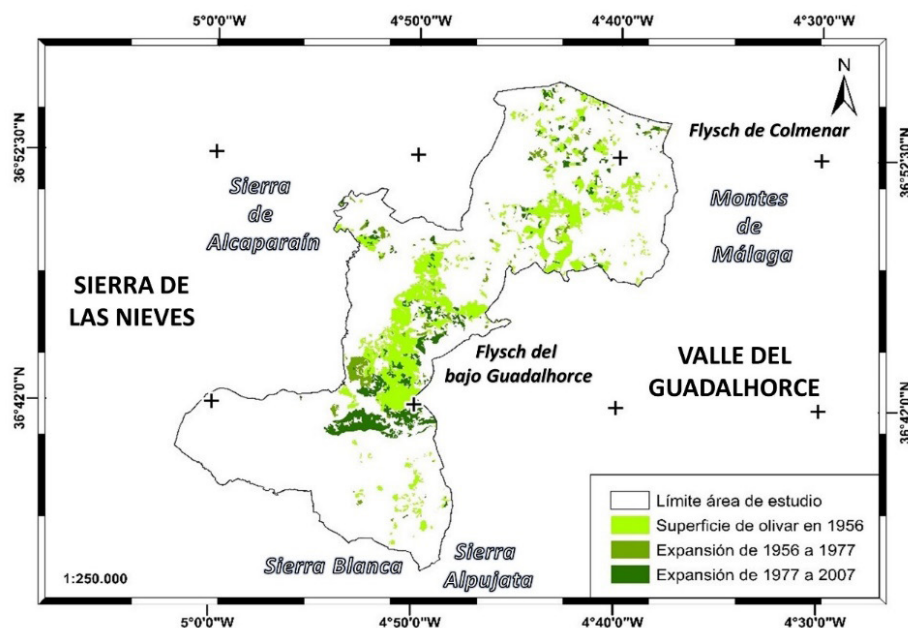 5°0'0"W
4°50'0"W
4°40'0"W
4°30'0"W
N
Flysch de Colmenar
36°52'30"N
36°52'30"N
Sierra
de
Alcaparaín
Montes
de
Málaga
SIERRA DE
LAS NIEVES
Flysch del
bajo Guadalhorce
VALLE DEL
GUADALHORCE
36°42'0"N
36°42'0"N
Límite área de estudio
Superficie de olivar en 1956
Expansión de 1956 a 1977
Expansión de 1977 a 2007
Sierra Blanca
Sierra
Alpujata
1:250.000
5°0'0"W
4°50'0"W
4°40'0"W
4°30'0"W